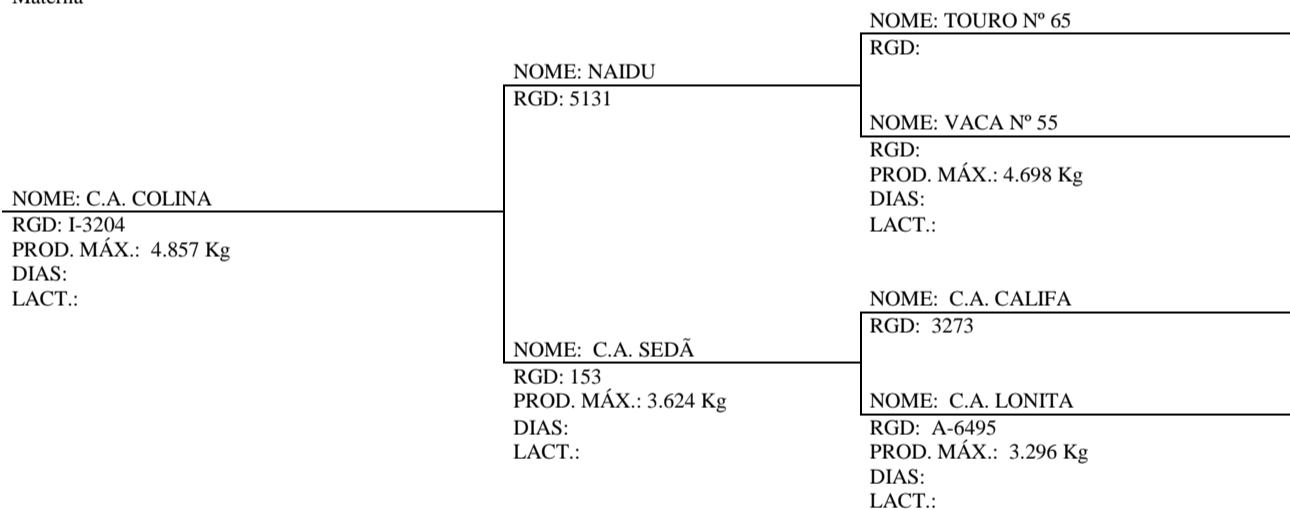 Materna
NOME: TOURO Nº 65
RGD:
NOME: NAIDU
RGD: 5131
NOME: VACA Nº 55
RGD:
PROD. MÁX.: 4.698 Kg
DIAS:
LACT.:
NOME: C.A. COLINA
RGD: I-3204
PROD. MÁX.: 4.857 Kg
DIAS:
LACT.:
NOME: C.A. CALIFA
RGD: 3273
NOME: C.A. SEDÃ
RGD: 153
PROD. MÁX.: 3.624 Kg
DIAS:
LACT.:
NOME: C.A. LONITA
RGD: A-6495
PROD. MÁX.: 3.296 Kg
DIAS:
LACT.: